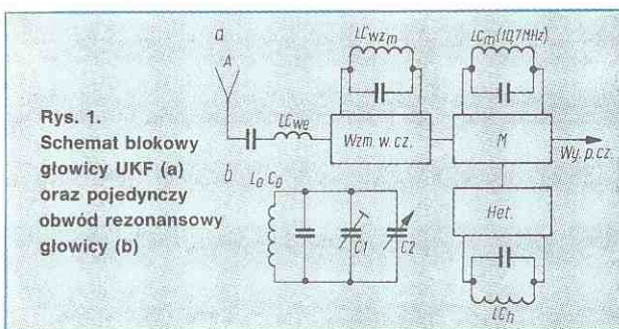 Rys. 1.
Schemat blokowy
głowicy UKF (a)
oraz pojedynczy
obwód rezonansowy
głowicy (b)
a
A
LCwe
LCwzm
Wzm. w. cz.
LCm (10,7MHz)
M
Wy. p. cz.
Het.
LCh
b
L0 C0
C1
C2